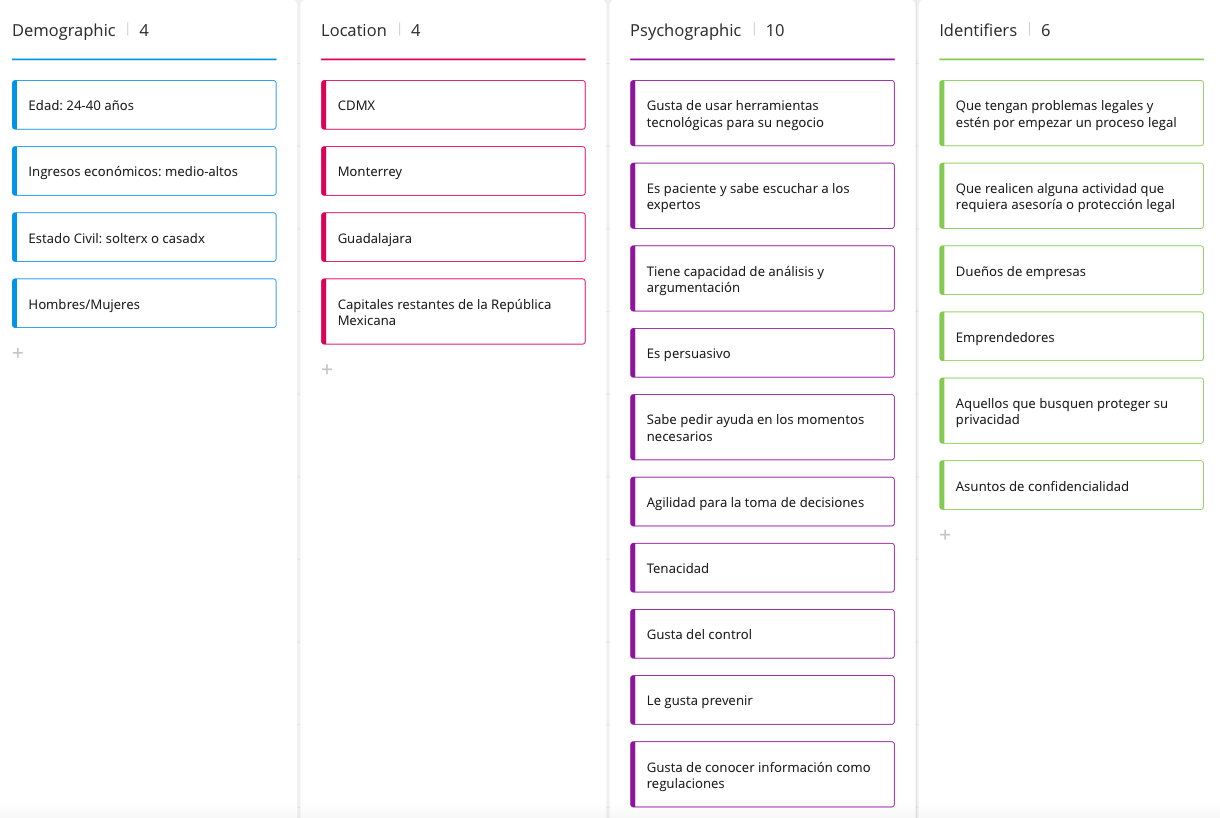 Demographic 4
Edad: 24-40 años
Ingresos económicos: medio-altos
Estado Civil: solterx o casadx
Hombres/Mujeres
+
Location 4
CDMX
Monterrey
Guadalajara
Capitales restantes de la República
Mexicana
+
Psychographic 10
Gusta de usar herramientas
tecnológicas para su negocio
Es paciente y sabe escuchar a los
expertos
Tiene capacidad de análisis y
argumentación
Es persuasivo
Sabe pedir ayuda en los momentos
necesarios
Agilidad para la toma de decisiones
Tenacidad
Gusta del control
Le gusta prevenir
Gusta de conocer información como
regulaciones
Identifiers 6
Que tengan problemas legales y
estén por empezar un proceso legal
Que realicen alguna actividad que
requiera asesoría o protección legal
Dueños de empresas
Emprendedores
Aquellos que busquen proteger su
privacidad
Asuntos de confidencialidad
+